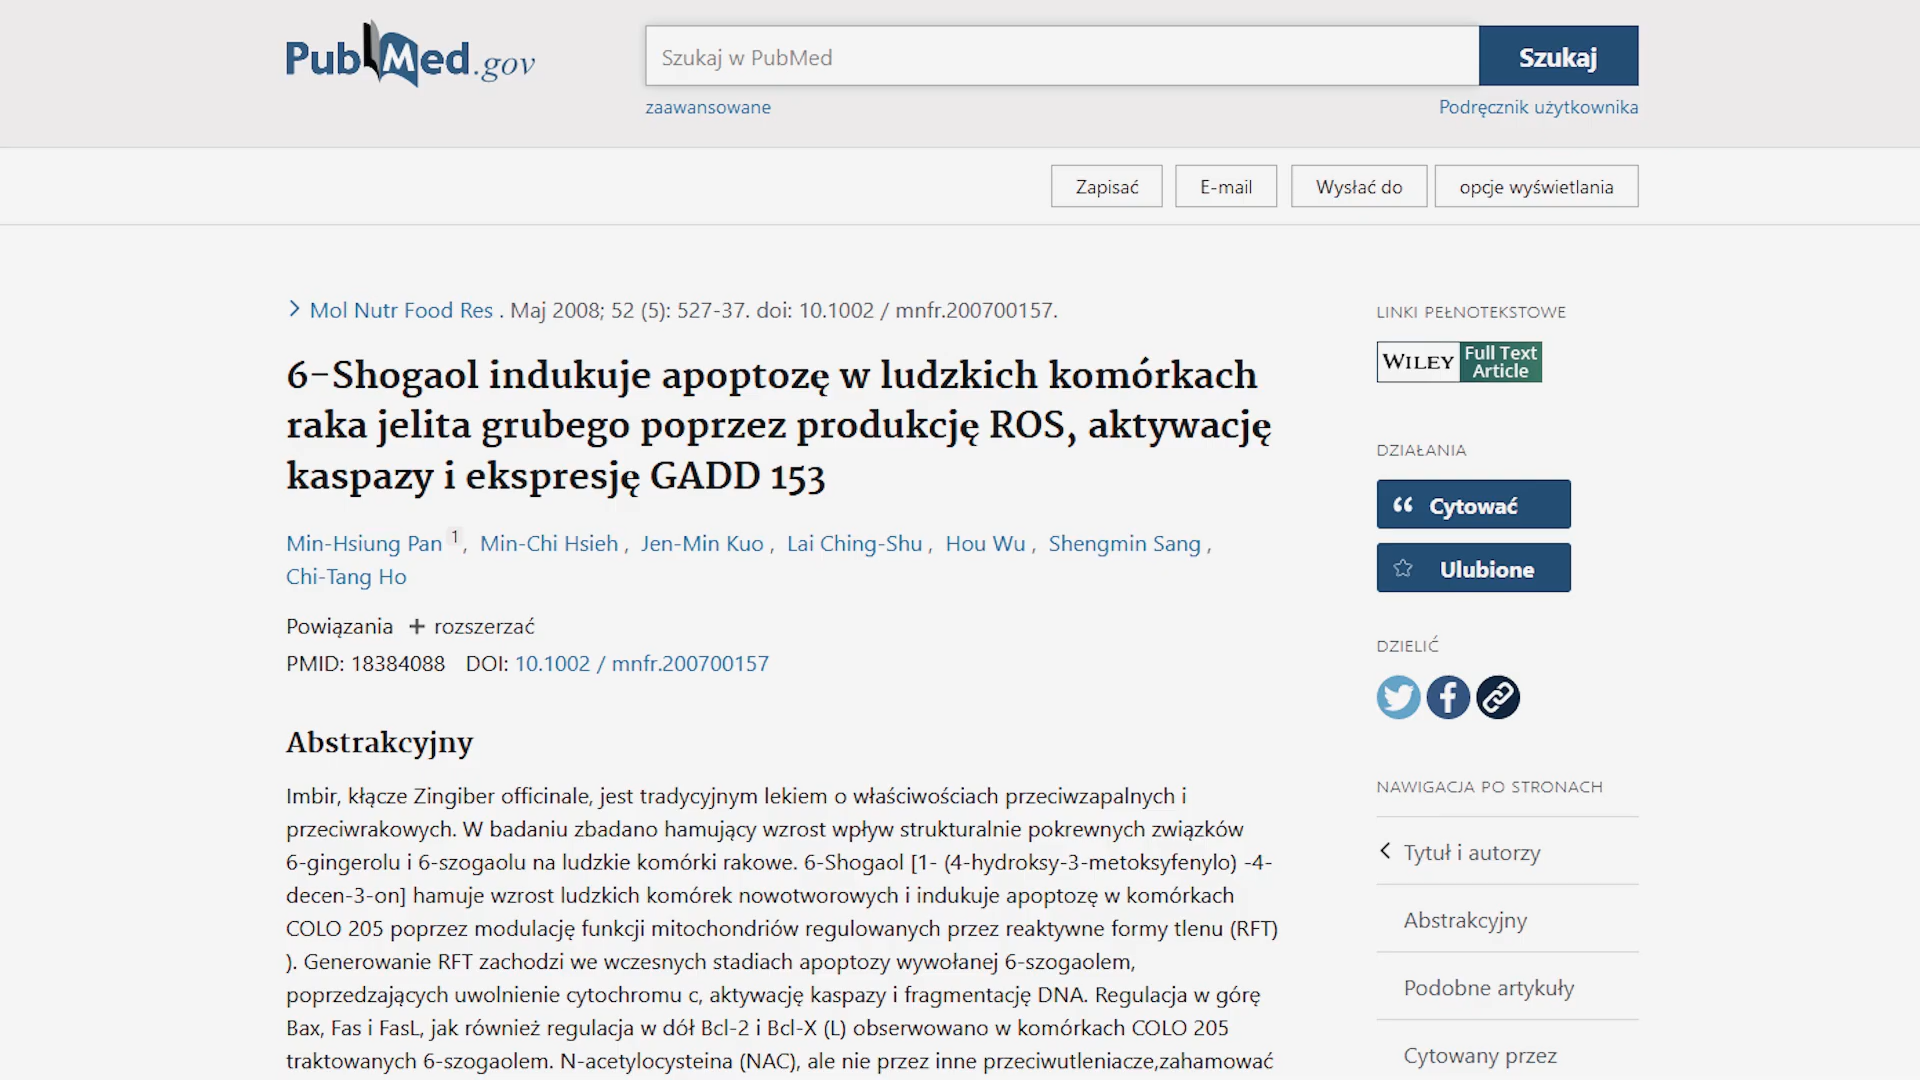 PubMed.gov
Szukaj w PubMed
Szukaj
zaawansowane
Podręcznik użytkownika
Zapisać
E-mail
Wysłać do
opcje wyświetlania
Mol Nutr Food Res . Maj 2008; 52 (5): 527-37. doi: 10.1002 / mnfr.200700157.
6-Shogaol indukuje apoptozę w ludzkich komórkach
raka jelita grubego poprzez produkcję ROS, aktywację
kaspazy i ekspresję GADD 153
Min-Hsiung Pan 1 , Min-Chi Hsieh , Jen-Min Kuo , Lai Ching-Shu , Hou Wu , Shengmin Sang ,
Chi-Tang Ho
Powiązania + rozszerzać
PMID: 18384088 DOI: 10.1002 / mnfr.200700157
Abstrakcyjny
Imbir, kłącze Zingiber officinale, jest tradycyjnym lekiem o właściwościach przeciwzapalnych i
przeciwrakowych. W badaniu zbadano hamujący wzrost wpływ strukturalnie pokrewnych związków
6-gingerolu i 6-szogaolu na ludzkie komórki rakowe. 6-Shogaol [1- (4-hydroksy-3-metoksyfenylo) -4-
decen-3-on] hamuje wzrost ludzkich komórek nowotworowych i indukuje apoptozę w komórkach
COLO 205 poprzez modulację funkcji mitochondriów regulowanych przez reaktywne formy tlenu (RFT)
). Generowanie RFT zachodzi we wczesnych stadiach apoptozy wywołanej 6-szogaolem,
poprzedzających uwolnienie cytochromu c, aktywację kaspazy i fragmentację DNA. Regulacja w górę
Bax, Fas i FasL, jak również regulacja w dół Bcl-2 i Bcl-X (L) obserwowano w komórkach COLO 205
traktowanych 6-szogaolem. N-acetylocysteina (NAC), ale nie przez inne przeciwutleniacze,zahamować
LINKI PEŁNOTEKSTOWE
WILEY Full Text
Article
DZIAŁANIA
Cytować
Ulubione
DZIELIĆ
NAWIGACJA PO STRONACH
Tytuł i autorzy
Abstrakcyjny
Podobne artykuły
Cytowany przez